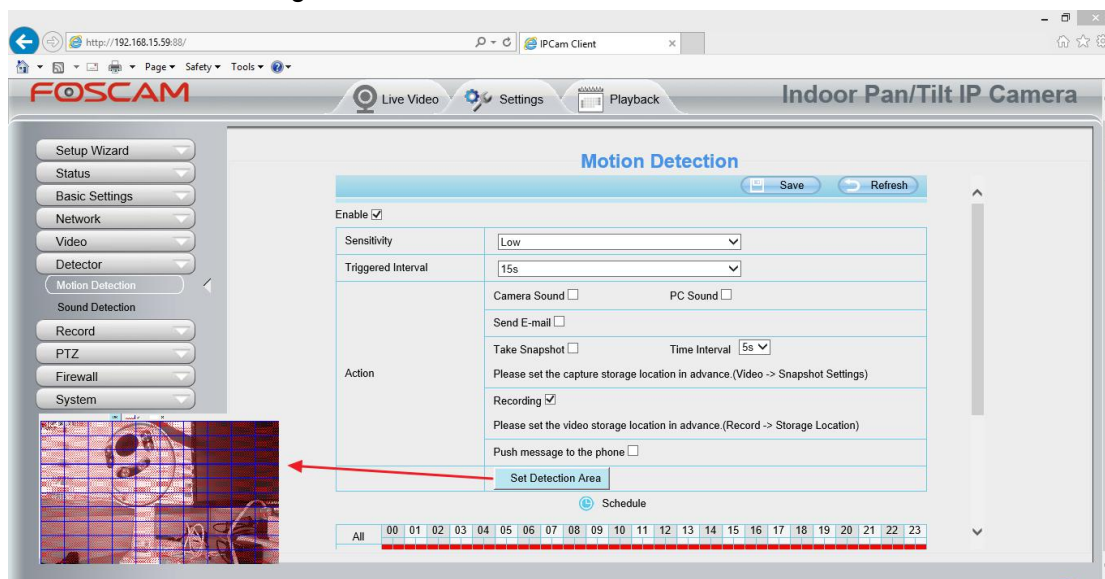 http://192.168.15.59:88/
IPCam Client
Page Safety Tools
FOSCAM
Live Video
Settings
Playback
Indoor Pan/Tilt IP Camera
Setup Wizard
Status
Basic Settings
Network
Video
Detector
Motion Detection
Sound Detection
Record
PTZ
Firewall
System
Motion Detection
Save
Refresh
Enable
Sensitivity
Low
Triggered Interval
15s
Action
Camera Sound
PC Sound
Send E-mail
Take Snapshot
Time Interval 5s
Please set the capture storage location in advance.(Video -> Snapshot Settings)
Recording
Please set the video storage location in advance.(Record -> Storage Location)
Push message to the phone
Set Detection Area
Schedule
All 00 01 02 03 04 05 06 07 08 09 10 11 12 13 14 15 16 17 18 19 20 21 22 23